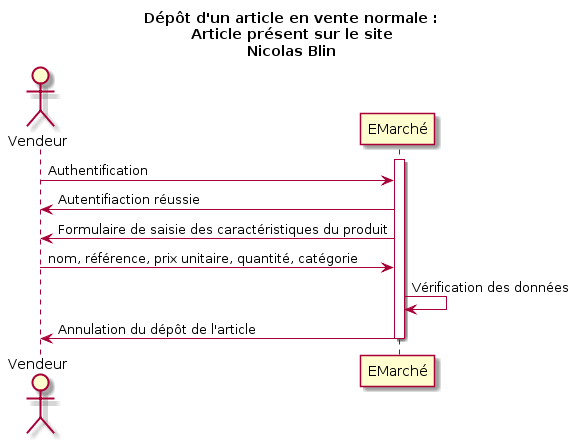 Dépôt d'un article en vente normale :
Article présent sur le site
Nicolas Blin
Vendeur
EMarché
Authentification
Autentifiaction réussie
Formulaire de saisie des caractéristiques du produit
nom, référence, prix unitaire, quantité, catégorie
Vérification des données
Annulation du dépôt de l'article
Vendeur
EMarché